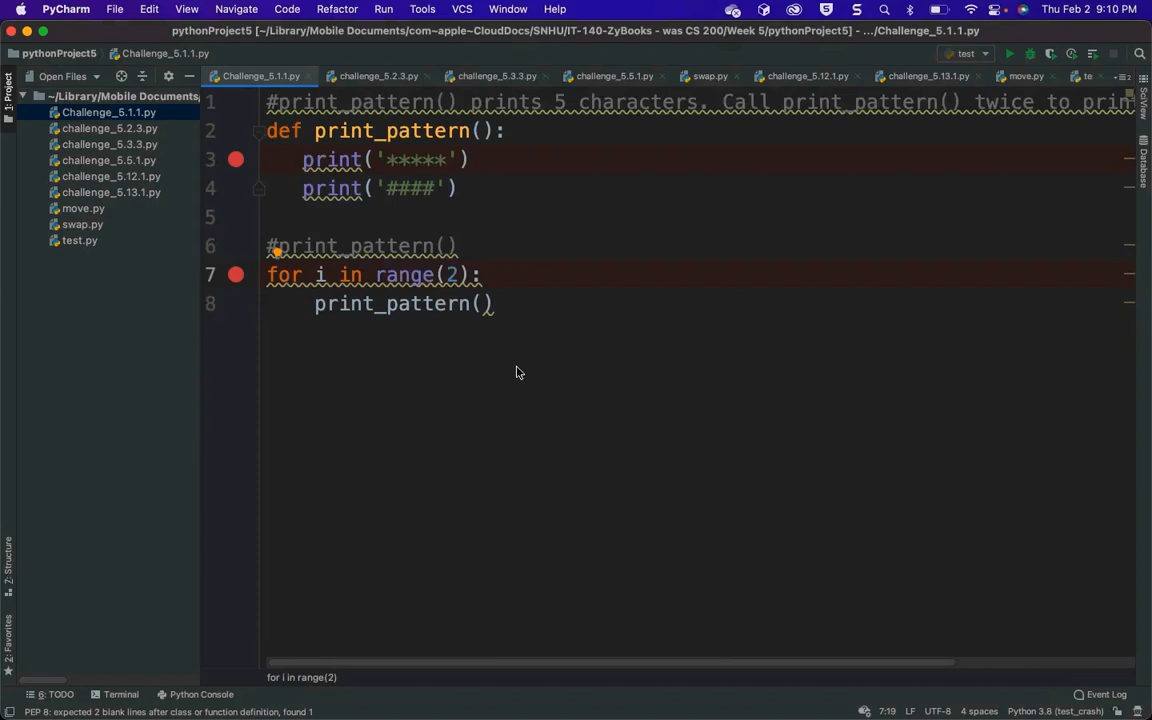 PyCharm File Edit View Navigate Code Refactor Run Tools VCS Window Help Thu Feb 2 9:10 PM
pythonProject5 [~/Library/Mobile Documents/com~apple~CloudDocs/SNHU/IT-140-ZyBooks - was CS 200/Week 5/pythonProject5] - .../Challenge_5.1.1.py
pythonProject5 Challenge_5.1.1.py test
1: Project Open Files Challenge_5.1.1.py challenge_5.2.3.py challenge_5.3.3.py challenge_5.5.1.py swap.py challenge_5.12.1.py challenge_5.13.1.py move.py te
~/Library/Mobile Documents
Challenge_5.1.1.py
challenge_5.2.3.py
challenge_5.3.3.py
challenge_5.5.1.py
challenge_5.12.1.py
challenge_5.13.1.py
move.py
swap.py
test.py
1 #print_pattern() prints 5 characters. Call print_pattern() twice to prin
2 def print_pattern():
3 print('*****')
4 print('####')
5
6 #print_pattern()
7 for i in range(2):
8 print_pattern()
SciView
Database
Z: Structure
2: Favorites
for i in range(2)
6: TODO Terminal Python Console Event Log
PEP 8: expected 2 blank lines after class or function definition, found 1 7:19 LF UTF-8 4 spaces Python 3.8 (test_crash)